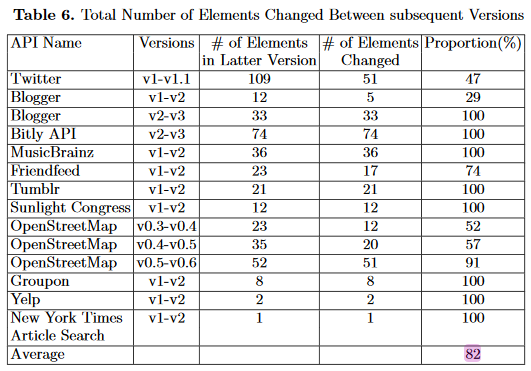 Table 6. Total Number of Elements Changed Between subsequent Versions
API Name Versions # of Elements in Latter Version # of Elements Changed Proportion(%)
Twitter v1-v1.1 109 51 47
Blogger v1-v2 12 5 29
Blogger v2-v3 33 33 100
Bitly API v2-v3 74 74 100
MusicBrainz v1-v2 36 36 100
Friendfeed v1-v2 23 17 74
Tumblr v1-v2 21 21 100
Sunlight Congress v1-v2 12 12 100
OpenStreetMap v0.3-v0.4 23 12 52
OpenStreetMap v0.4-v0.5 35 20 57
OpenStreetMap v0.5-v0.6 52 51 91
Groupon v1-v2 8 8 100
Yelp v1-v2 2 2 100
New York Times Article Search v1-v2 1 1 100
Average 82